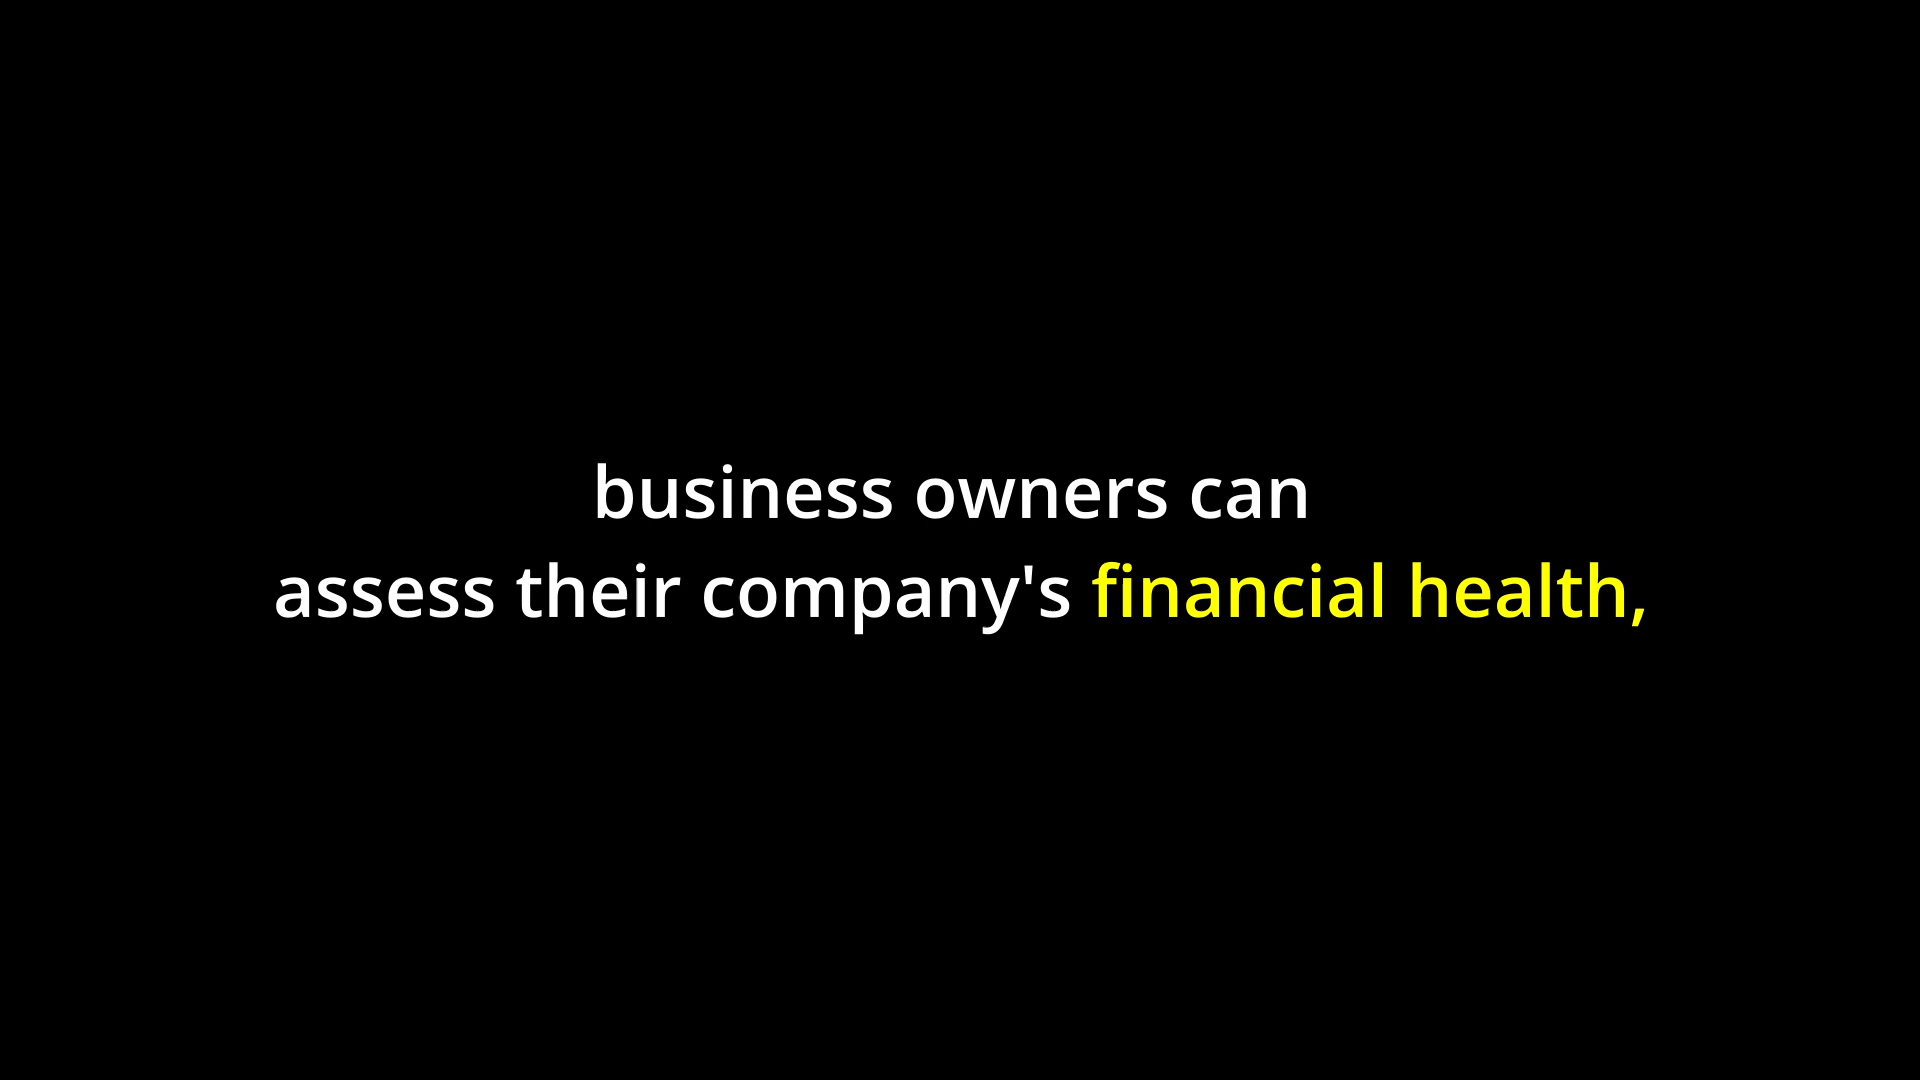 business owners can
assess their company's financial health,